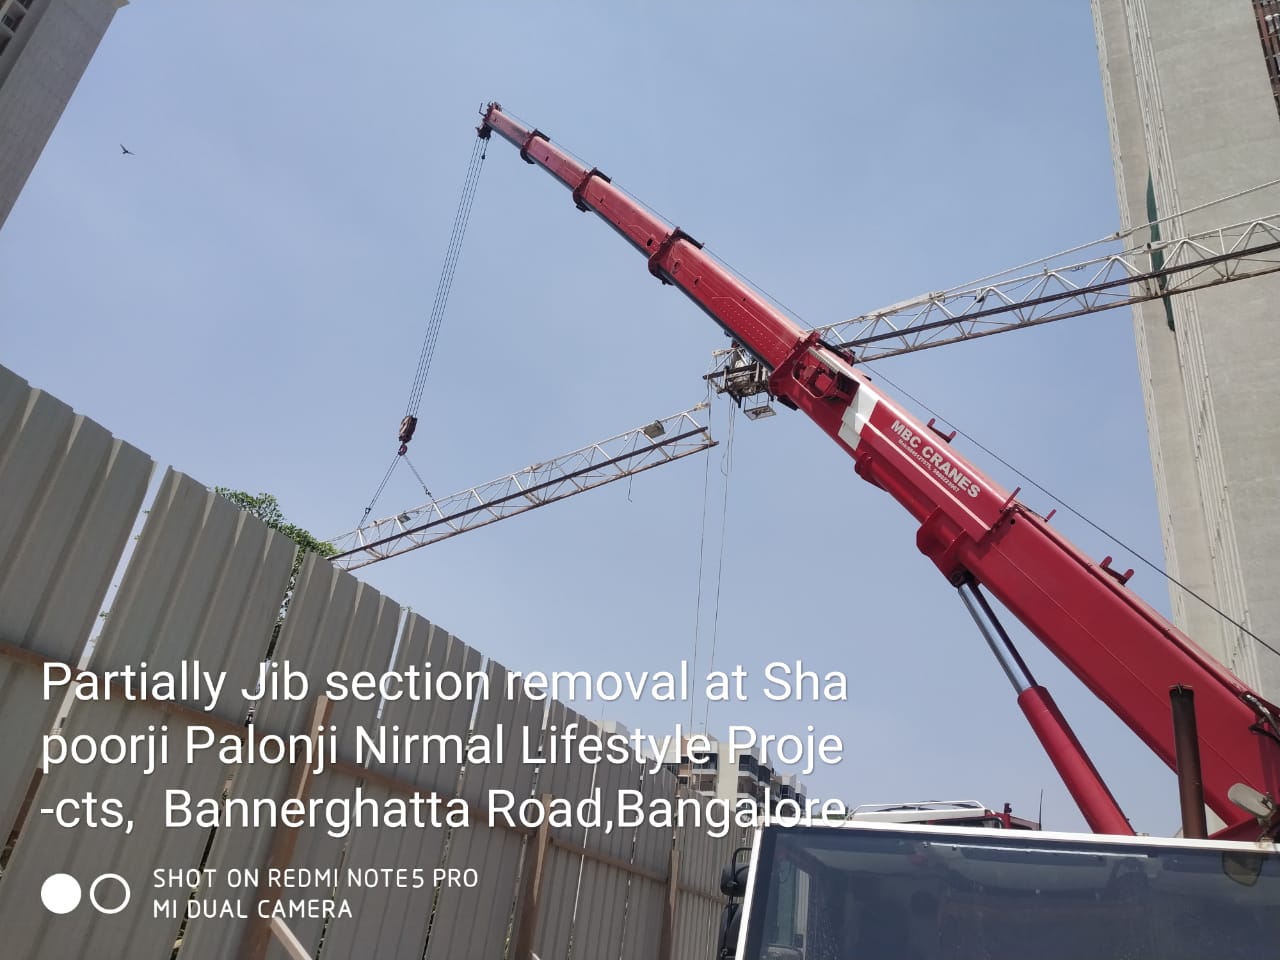 MBC CRANES
Partially Jib section removal at Sha
poorji Palonji Nirmal Lifestyle Proje
-cts, Bannerghatta Road,Bangalore
SHOT ON REDMI NOTE5 PRO
MI DUAL CAMERA